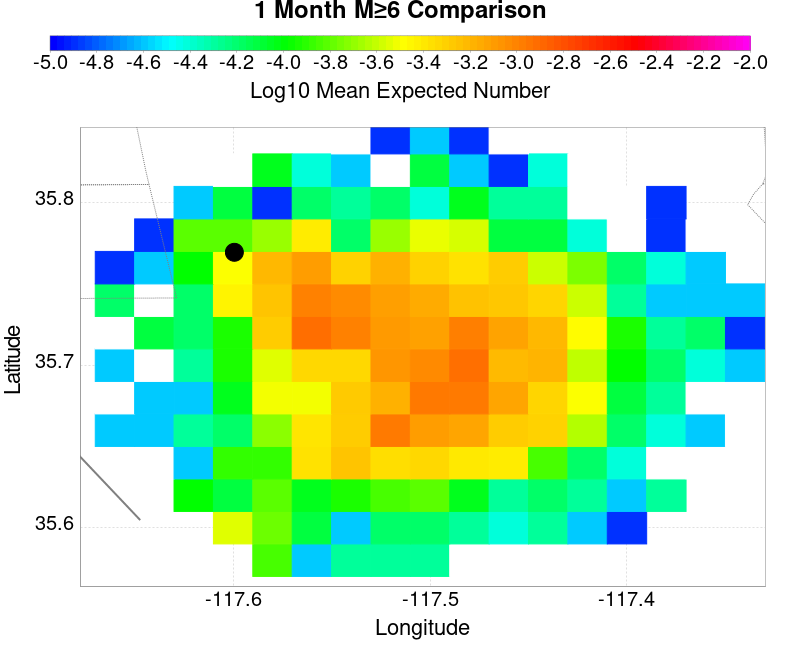 1 Month M≥6 Comparison
-5.0 -4.8 -4.6 -4.4 -4.2 -4.0 -3.8 -3.6 -3.4 -3.2 -3.0 -2.8 -2.6 -2.4 -2.2 -2.0
Log10 Mean Expected Number
35.8
35.7
35.6
Latitude
-117.6 -117.5 -117.4
Longitude